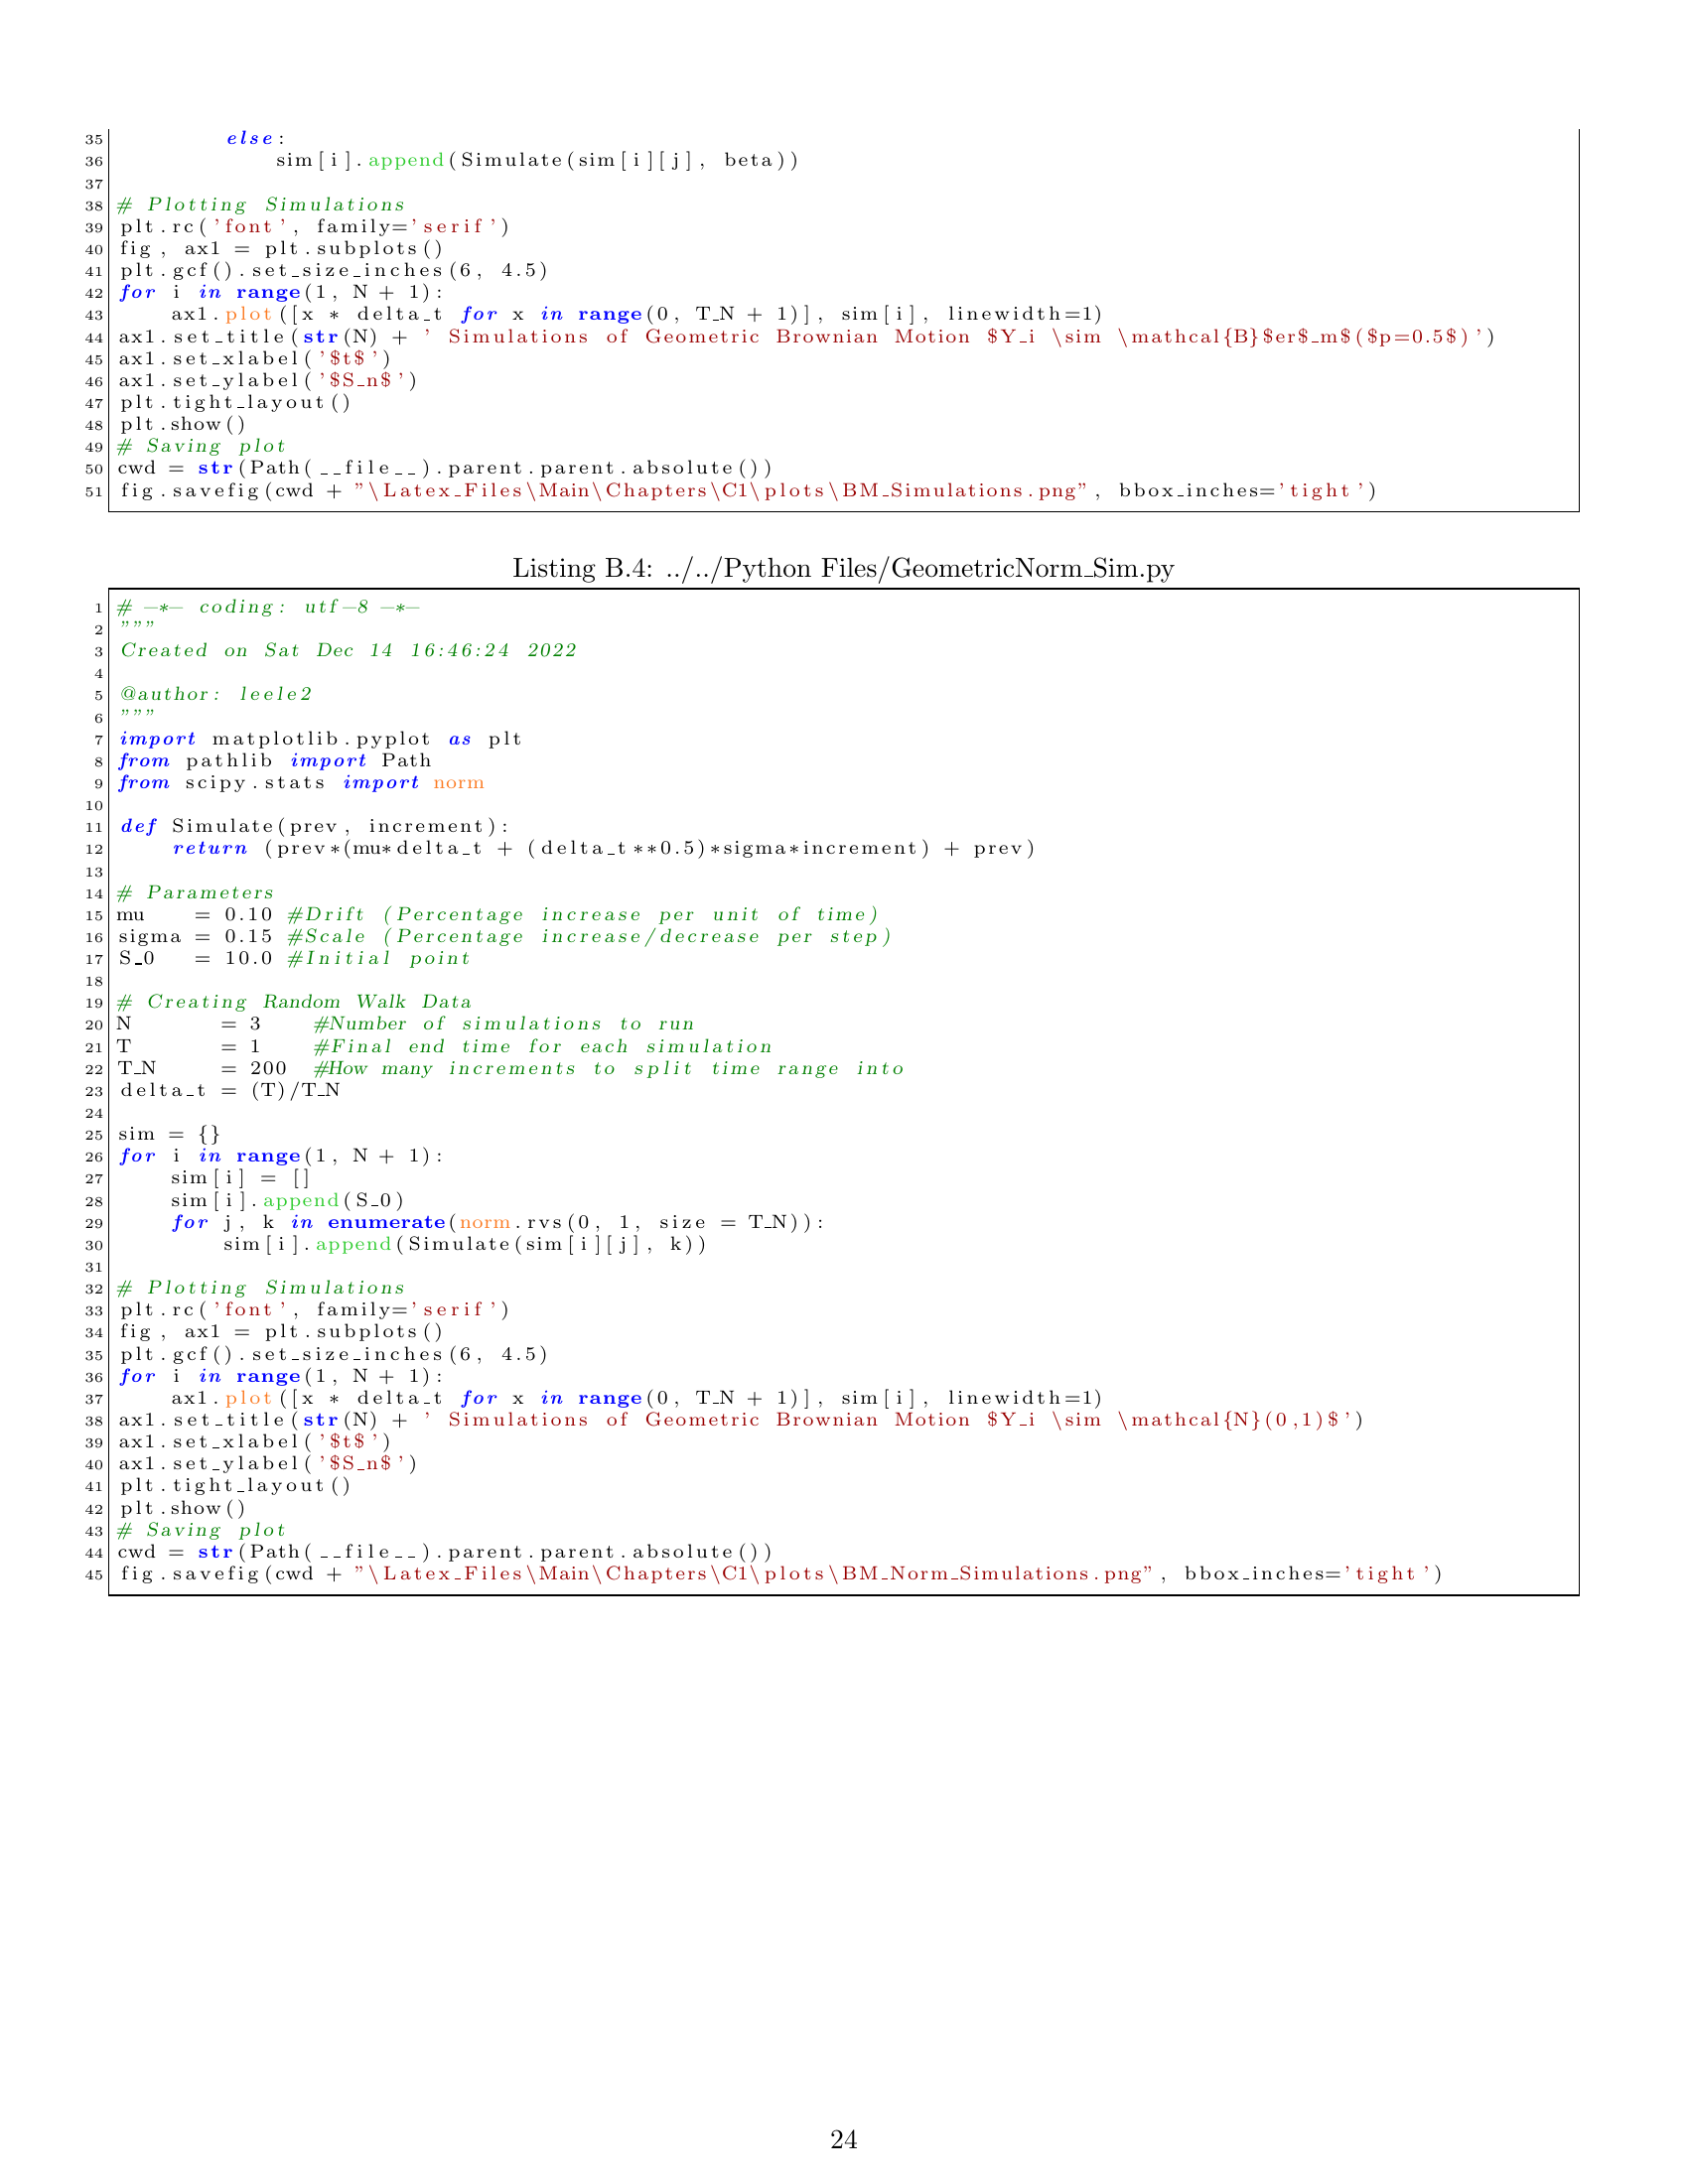 35         else:
36             sim[i].append(Simulate(sim[i][j], beta))
37
38 # Plotting Simulations
39 plt.rc('font', family='serif')
40 fig, ax1 = plt.subplots()
41 plt.gcf().set_size_inches(6, 4.5)
42 for i in range(1, N + 1):
43     ax1.plot([x * delta_t for x in range(0, T_N + 1)], sim[i], linewidth=1)
44 ax1.set_title(str(N) + ' Simulations of Geometric Brownian Motion $Y_i \sim \mathcal{B}$er$_m$($p=0.5$)')
45 ax1.set_xlabel('$t$')
46 ax1.set_ylabel('$S_n$')
47 plt.tight_layout()
48 plt.show()
49 # Saving plot
50 cwd = str(Path(__file__).parent.parent.absolute())
51 fig.savefig(cwd + "\Latex_Files\Main\Chapters\C1\plots\BM_Simulations.png", bbox_inches='tight')
Listing B.4: ../../Python Files/GeometricNorm_Sim.py
1 # -*- coding: utf-8 -*-
2 """
3 Created on Sat Dec 14 16:46:24 2022
4
5 @author: leele2
6 """
7 import matplotlib.pyplot as plt
8 from pathlib import Path
9 from scipy.stats import norm
10
11 def Simulate(prev, increment):
12     return (prev*(mu*delta_t + (delta_t**0.5)*sigma*increment) + prev)
13
14 # Parameters
15 mu    = 0.10 #Drift (Percentage increase per unit of time)
16 sigma = 0.15 #Scale (Percentage increase/decrease per step)
17 S_0   = 10.0 #Initial point
18
19 # Creating Random Walk Data
20 N       = 3    #Number of simulations to run
21 T       = 1    #Final end time for each simulation
22 T_N     = 200  #How many increments to split time range into
23 delta_t = (T)/T_N
24
25 sim = {}
26 for i in range(1, N + 1):
27     sim[i] = []
28     sim[i].append(S_0)
29     for j, k in enumerate(norm.rvs(0, 1, size = T_N)):
30         sim[i].append(Simulate(sim[i][j], k))
31
32 # Plotting Simulations
33 plt.rc('font', family='serif')
34 fig, ax1 = plt.subplots()
35 plt.gcf().set_size_inches(6, 4.5)
36 for i in range(1, N + 1):
37     ax1.plot([x * delta_t for x in range(0, T_N + 1)], sim[i], linewidth=1)
38 ax1.set_title(str(N) + ' Simulations of Geometric Brownian Motion $Y_i \sim \mathcal{N}(0,1)$')
39 ax1.set_xlabel('$t$')
40 ax1.set_ylabel('$S_n$')
41 plt.tight_layout()
42 plt.show()
43 # Saving plot
44 cwd = str(Path(__file__).parent.parent.absolute())
45 fig.savefig(cwd + "\Latex_Files\Main\Chapters\C1\plots\BM_Norm_Simulations.png", bbox_inches='tight')
24